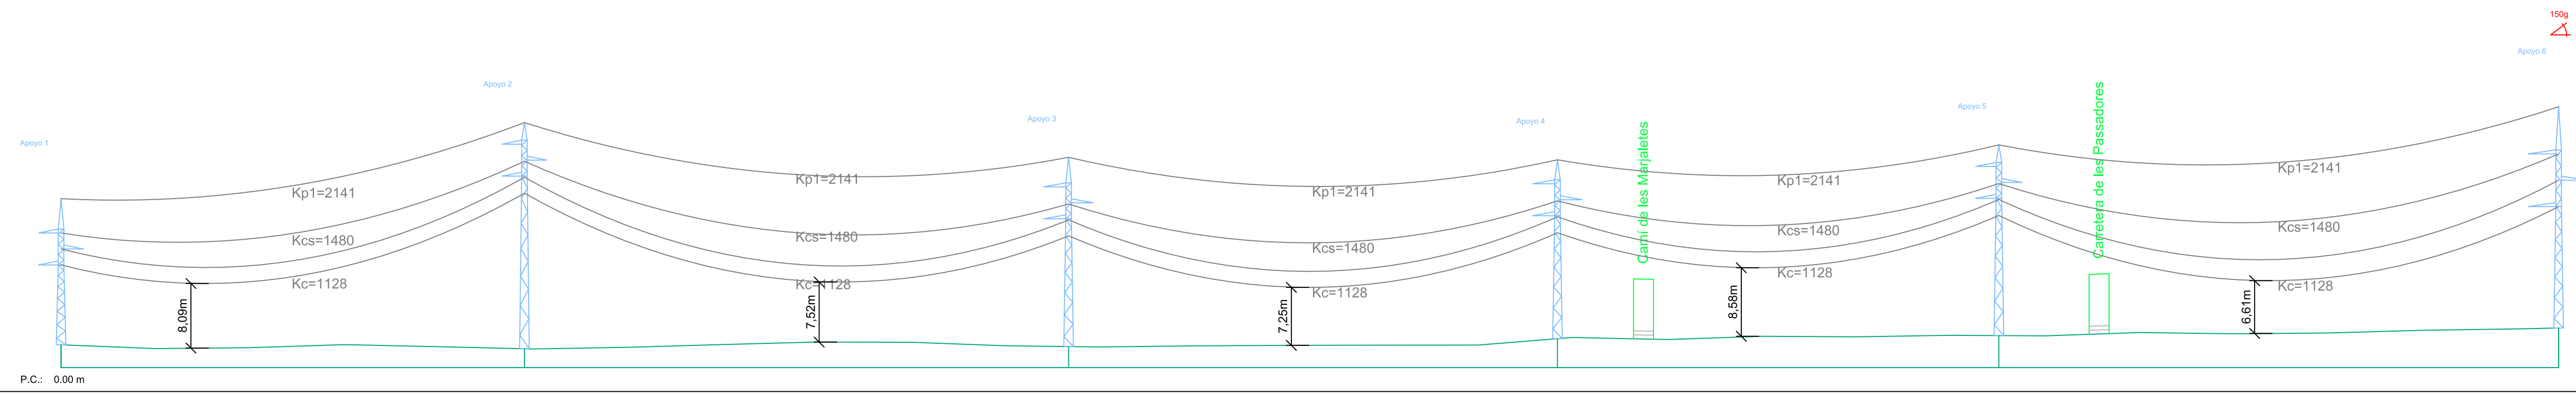 150g
Apoyo 6
Apoyo 2
Apoyo 5
Apoyo 3
Apoyo 4
Apoyo 1
Camí de les Marjaletes
Carretera de les Passadores
Kp1=2141
Kp1=2141
Kp1=2141
Kp1=2141
Kp1=2141
Kcs=1480
Kcs=1480
Kcs=1480
Kcs=1480
Kcs=1480
Kc=1128
Kc=1128
Kc=1128
Kc=1128
Kc=1128
8,09m
7,52m
7,25m
8,58m
6,61m
P.C.: 0.00 m